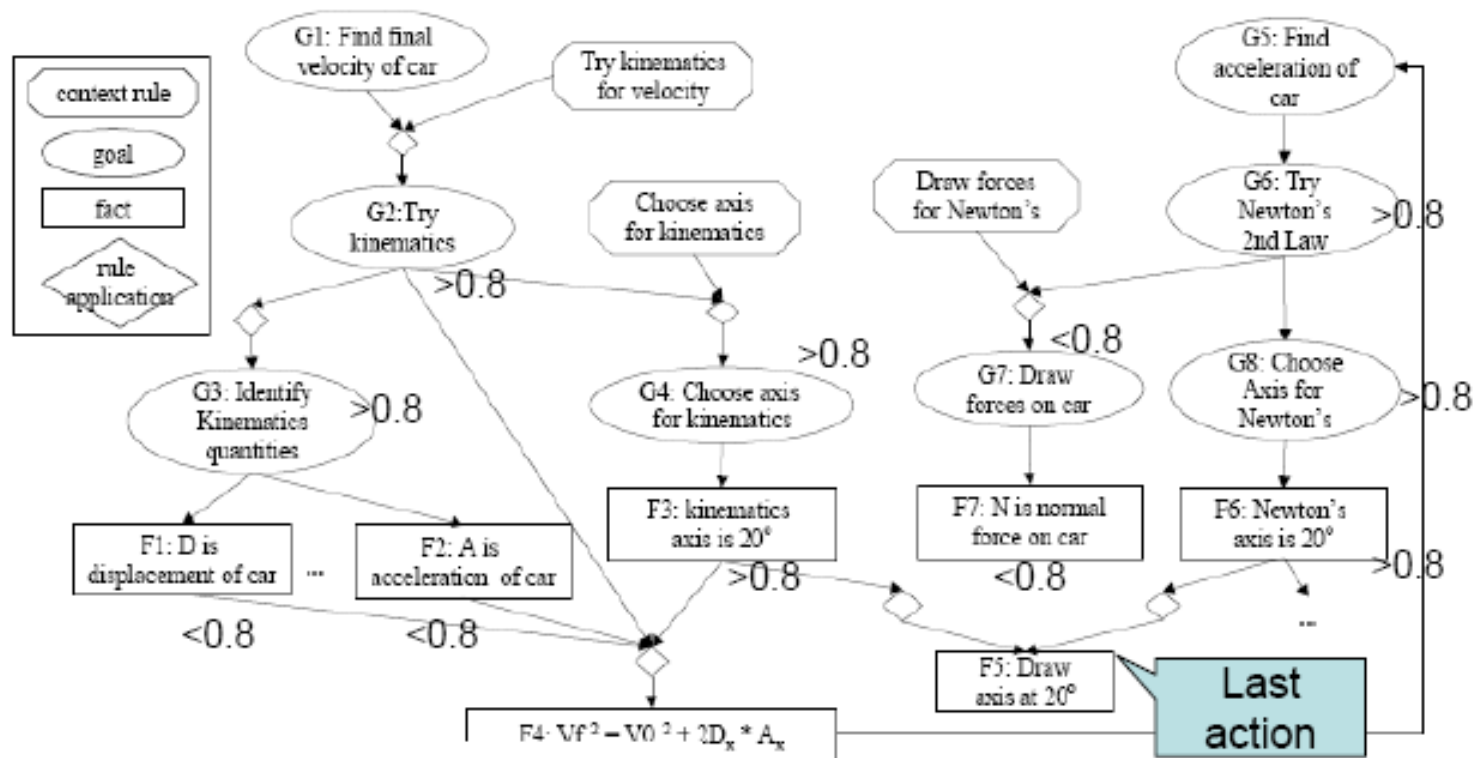 G1: Find final
velocity of car
Try kinematics
for velocity
G5: Find
acceleration of
car
context rule
goal
fact
rule
application
G2:Try
kinematics
Choose axis
for kinematics
Draw forces
for Newton's
G6: Try
Newton's
2nd Law
>0.8
>0.8
>0.8
<0.8
G3: Identify
Kinematics
quantities
>0.8
G4: Choose axis
for kinematics
G7: Draw
forces on car
G8: Choose
Axis for
Newton's
>0.8
F1: D is
displacement of car
...
F2: A is
acceleration of car
F3: kinematics
axis is 20°
F7: N is normal
force on car
F6: Newton's
axis is 20°
<0.8
<0.8
>0.8
<0.8
>0.8
...
F5: Draw
axis at 20°
Last
action
F4: Vf² = V0² + 2Dₓ * Aₓ